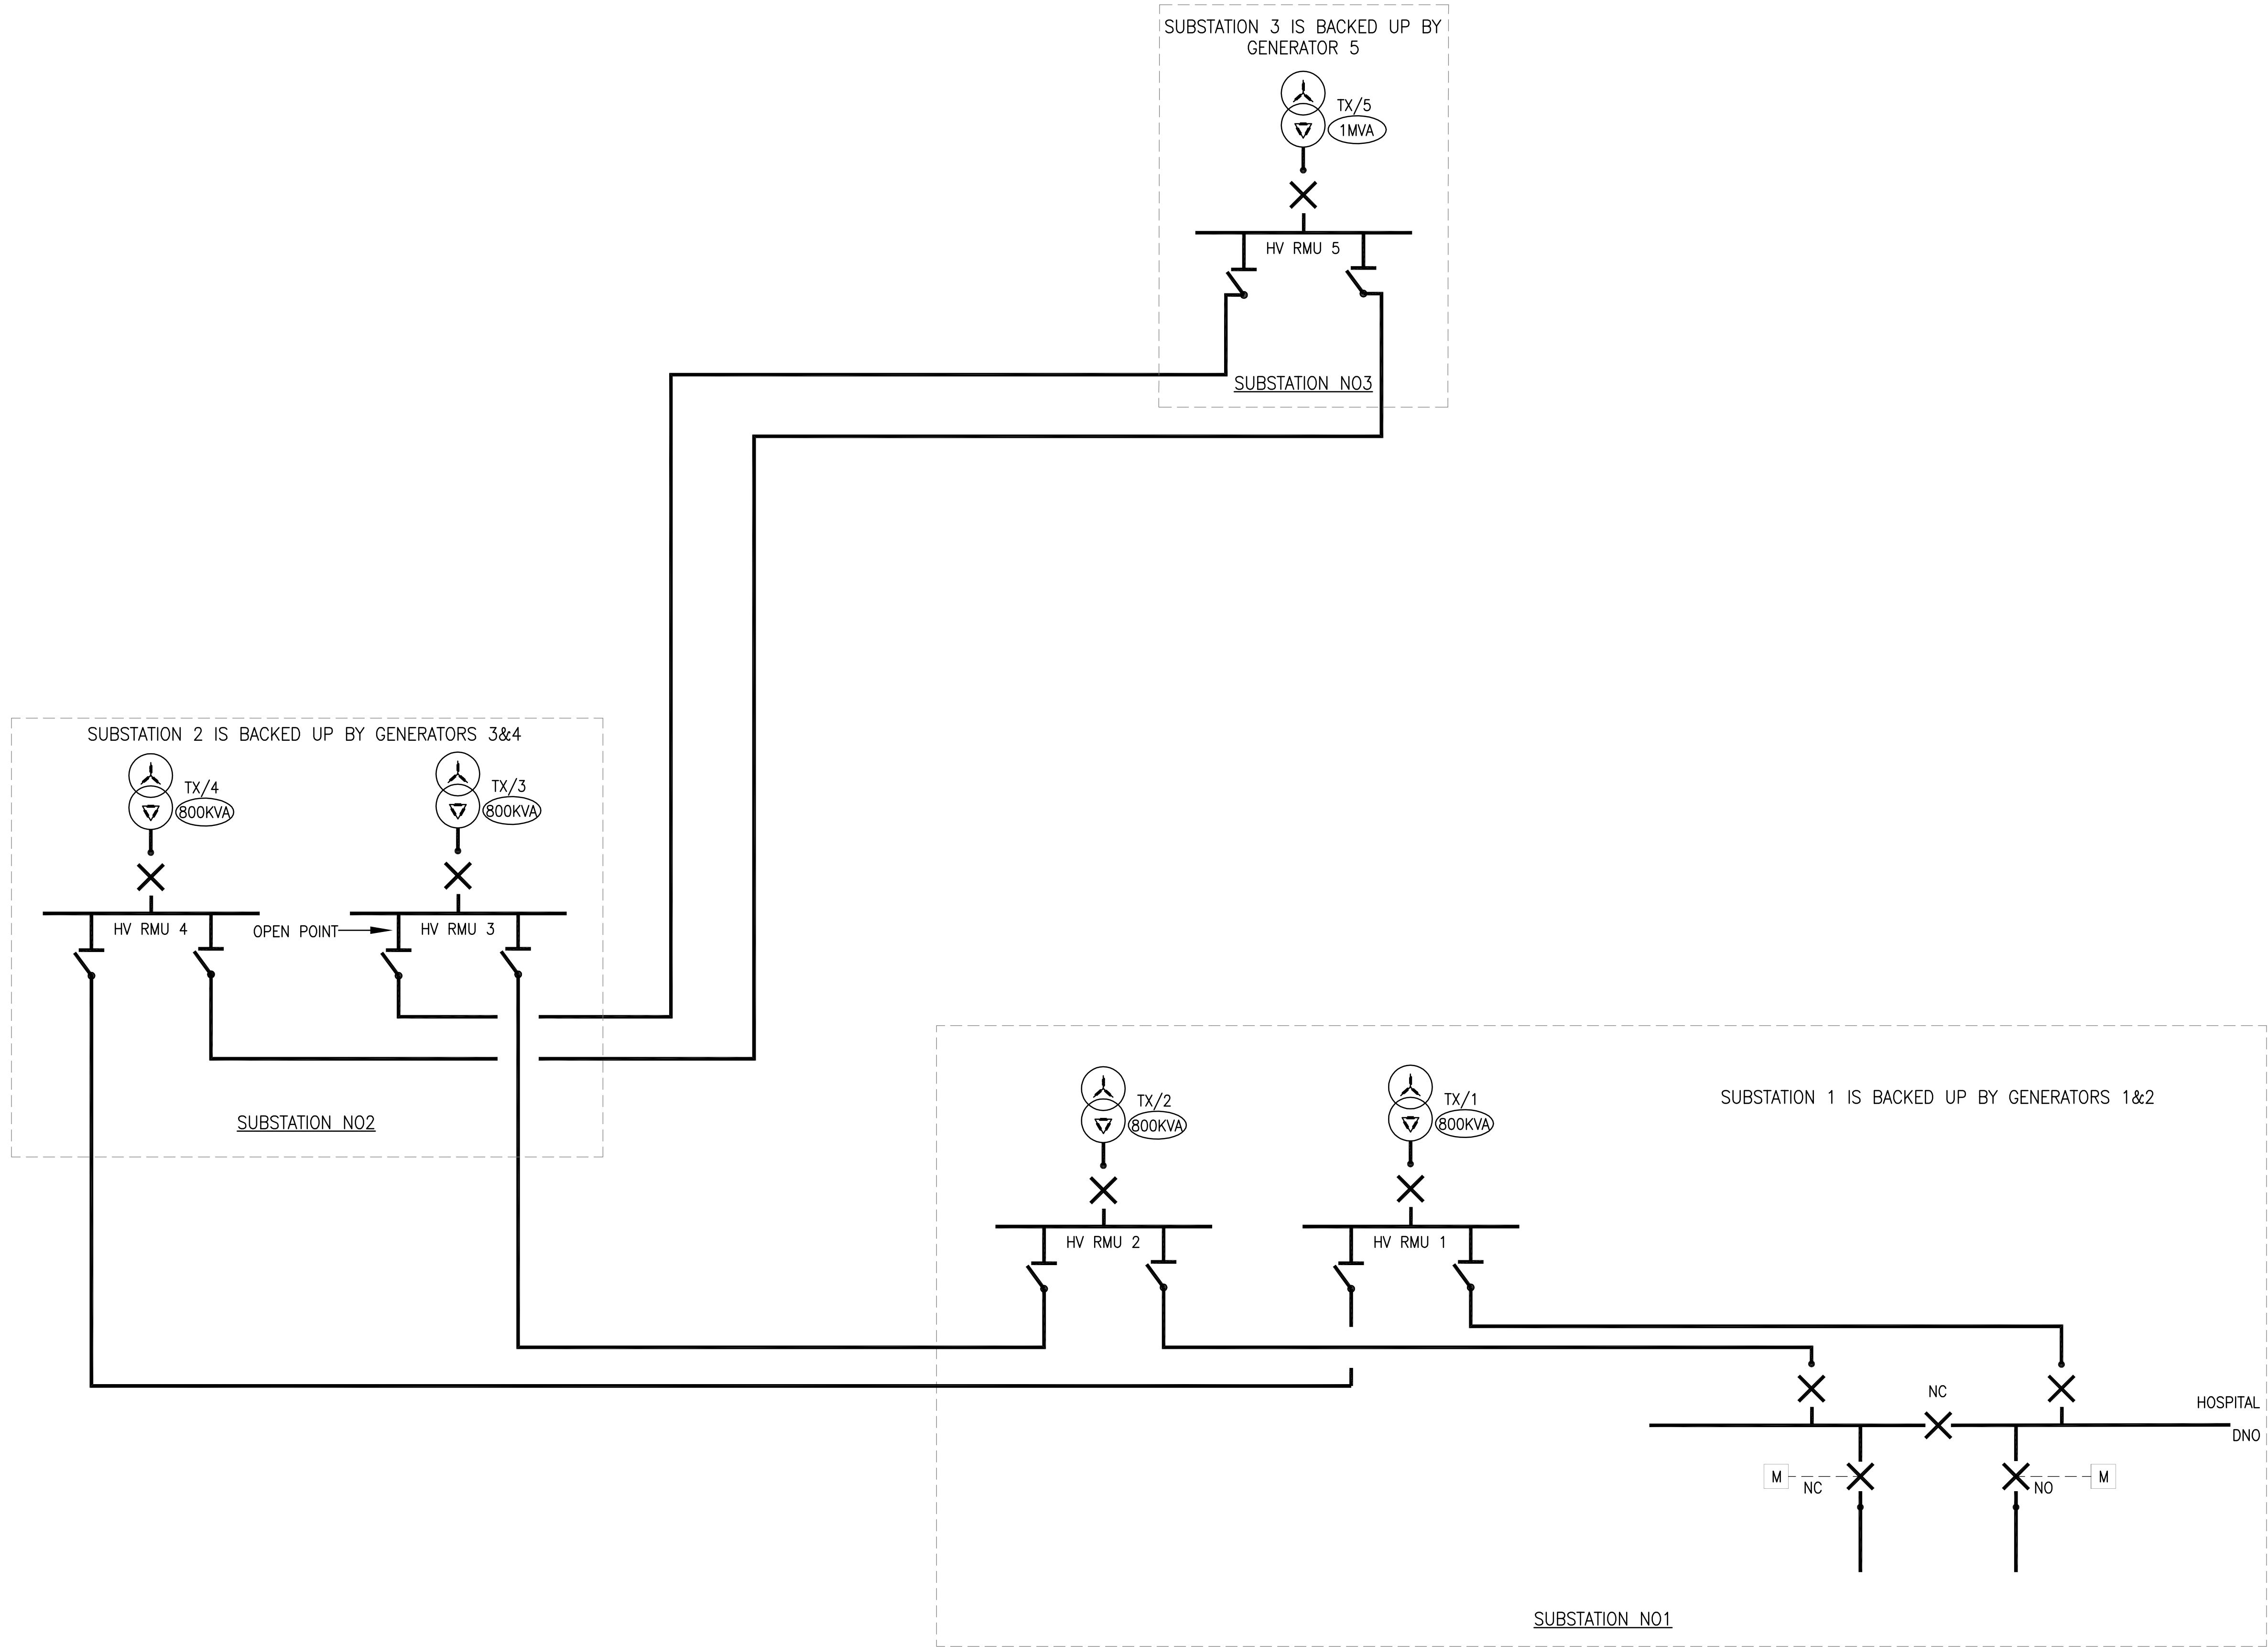 SUBSTATION 3 IS BACKED UP BY
GENERATOR 5
TX/5
1MVA
HV RMU 5
SUBSTATION NO3
SUBSTATION 2 IS BACKED UP BY GENERATORS 3&4
TX/4
800KVA
TX/3
800KVA
HV RMU 4
OPEN POINT
HV RMU 3
SUBSTATION NO2
TX/2
800KVA
TX/1
800KVA
SUBSTATION 1 IS BACKED UP BY GENERATORS 1&2
HV RMU 2
HV RMU 1
NC
HOSPITAL
DNO
M
NC
NO
M
SUBSTATION NO1